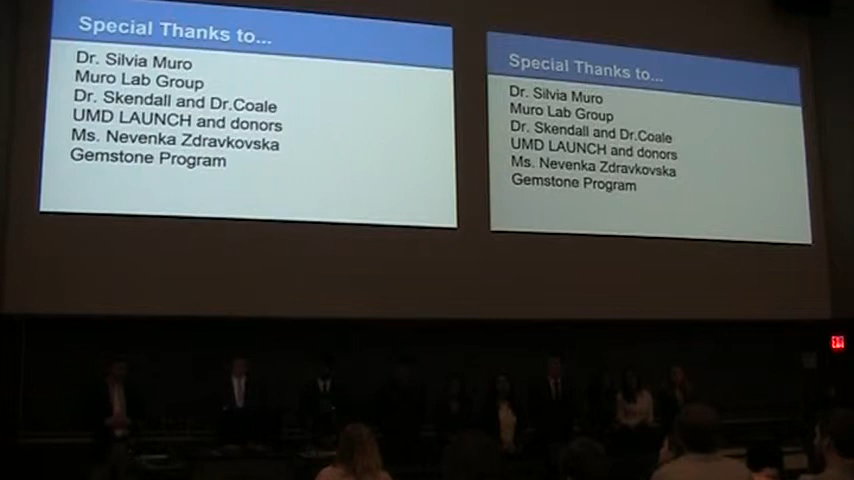 Special Thanks to...
Dr. Silvia Muro
Muro Lab Group
Dr. Skendall and Dr.Coale
UMD LAUNCH and donors
Ms. Nevenka Zdravkovska
Gemstone Program
Special Thanks to...
Dr. Silvia Muro
Muro Lab Group
Dr. Skendall and Dr.Coale
UMD LAUNCH and donors
Ms. Nevenka Zdravkovska
Gemstone Program
EXIT